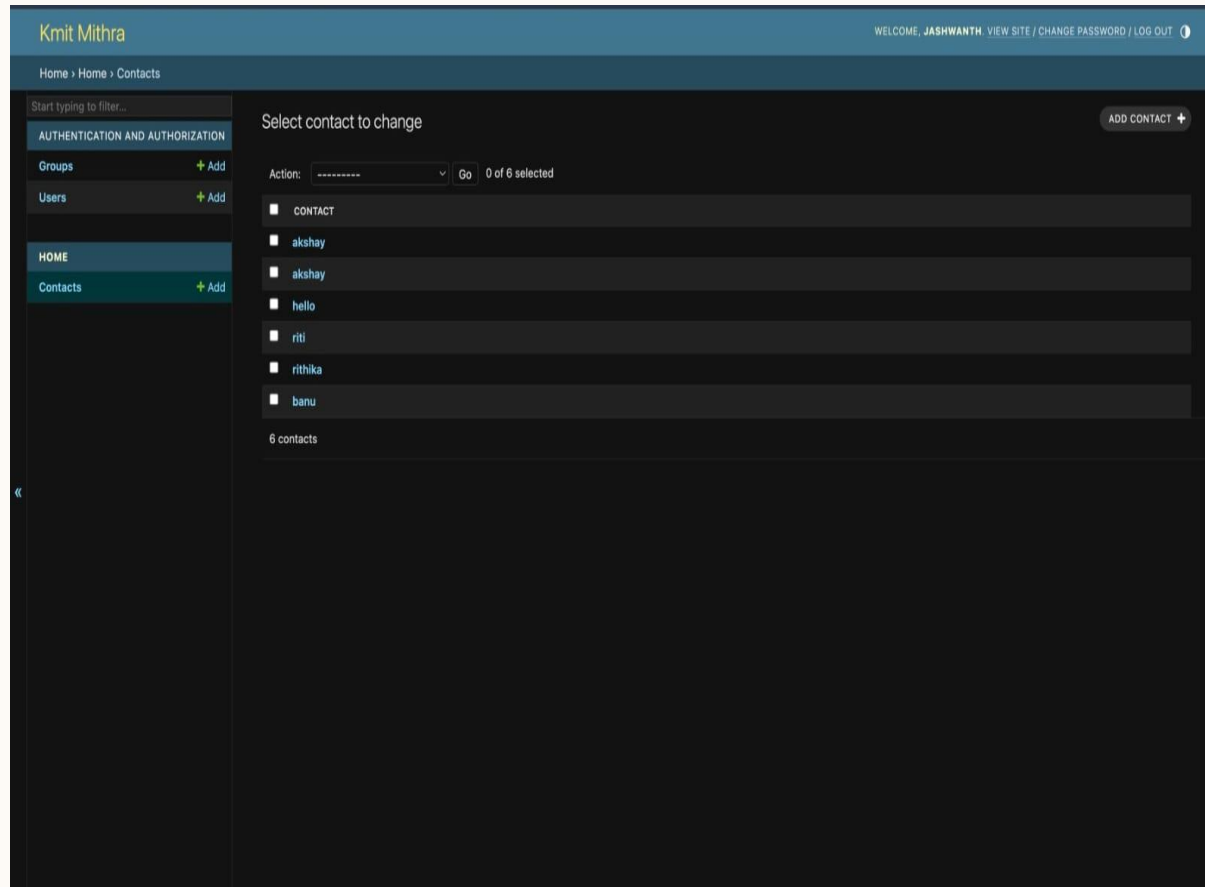 Kmit Mithra
WELCOME, JASHWANTH. VIEW SITE / CHANGE PASSWORD / LOG OUT
Home › Home › Contacts
Start typing to filter...
AUTHENTICATION AND AUTHORIZATION
Groups + Add
Users + Add
HOME
Contacts + Add
«
Select contact to change
ADD CONTACT +
Action: --------- Go 0 of 6 selected
CONTACT
akshay
akshay
hello
riti
rithika
banu
6 contacts